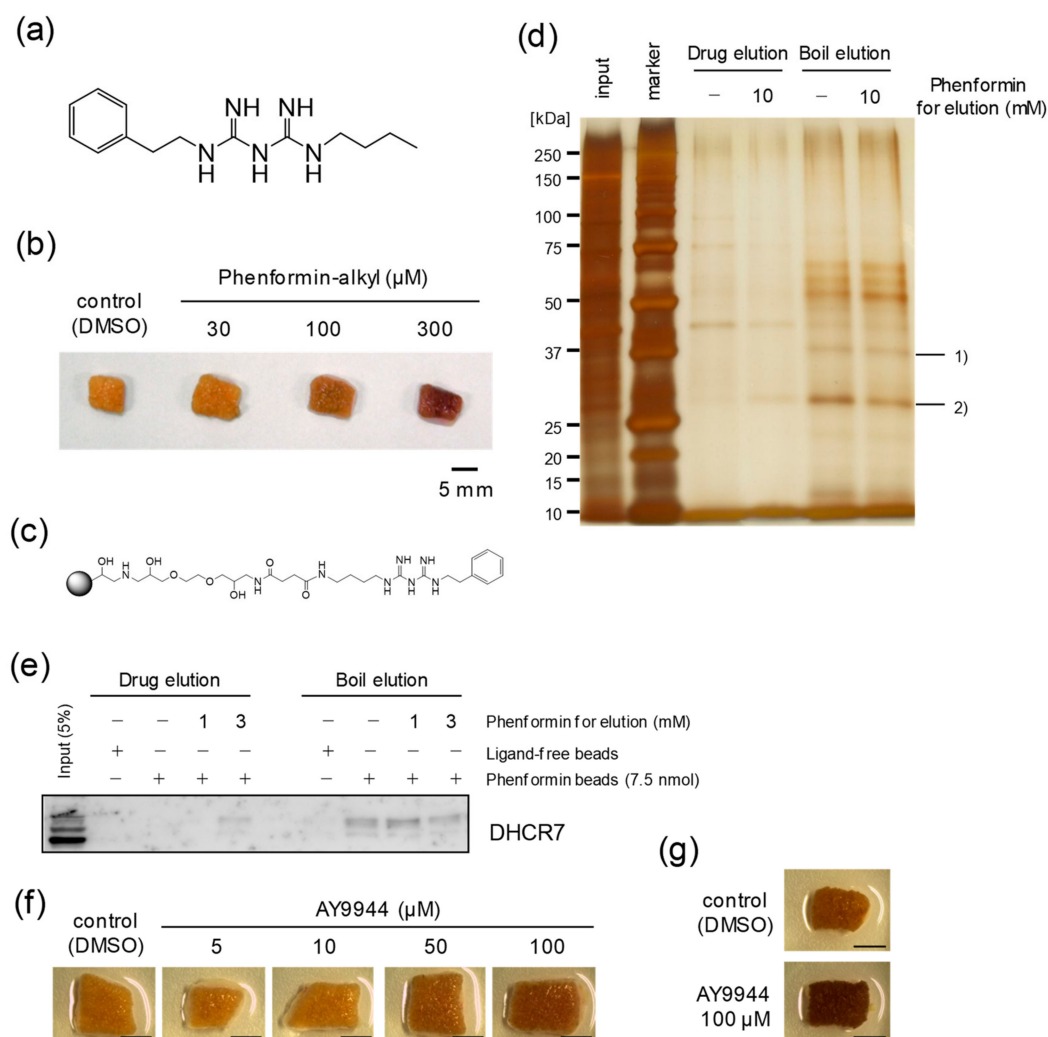 (a)
NH NH
N N N
H H H
(b)
Phenformin-alkyl (µM)
control
(DMSO)
30 100 300
5 mm
(c)
OH OH NH NH
N O O OH N H O O H N N H N H N H
(d)
input
marker
Drug elution Boil elution
– 10 – 10
Phenformin
for elution (mM)
[kDa]
250
150
100
75
50
37
25
20
15
10
1)
2)
(e)
Input (5%)
Drug elution Boil elution
– – 1 3 – – 1 3 Phenformin for elution (mM)
+ – – – + – – – Ligand-free beads
– + + + – + + + Phenformin beads (7.5 nmol)
DHCR7
(f)
control
(DMSO)
AY9944 (µM)
5 10 50 100
(g)
control
(DMSO)
AY9944
100 µM